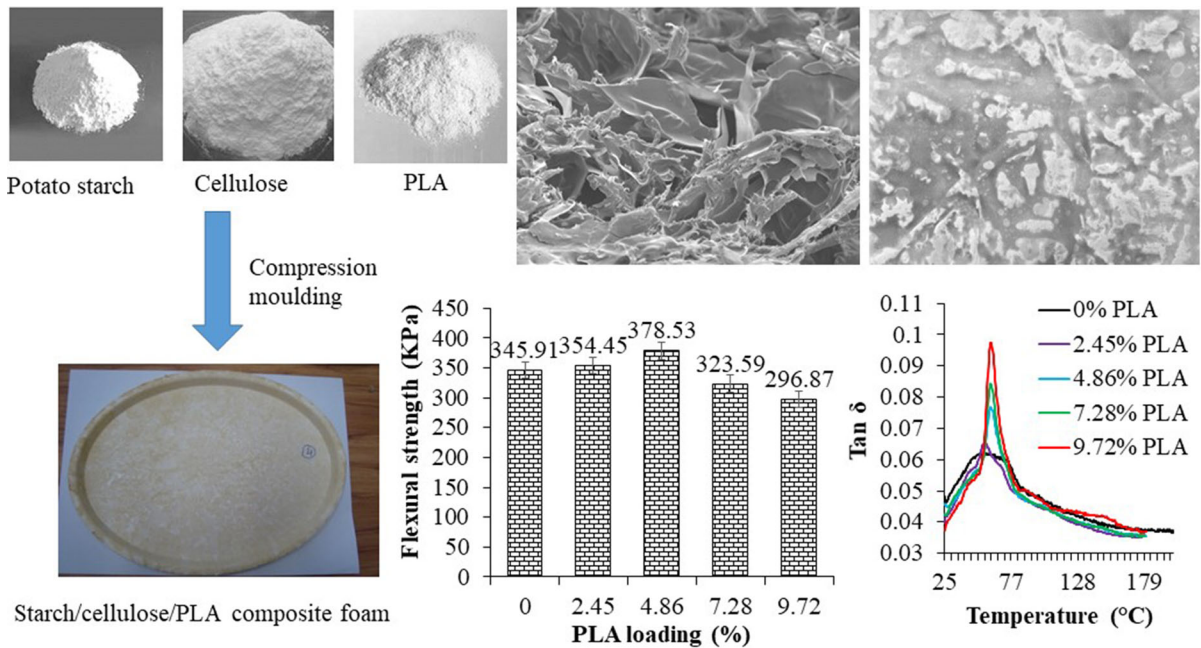 Potato starch
Cellulose
PLA
Compression
moulding
Starch/cellulose/PLA composite foam
Flexural strength (KPa)
450
400
350
300
250
200
150
100
50
0
345.91
354.45
378.53
323.59
296.87
0
2.45
4.86
7.28
9.72
PLA loading (%)
Tan δ
0.11
0.1
0.09
0.08
0.07
0.06
0.05
0.04
0.03
0% PLA
2.45% PLA
4.86% PLA
7.28% PLA
9.72% PLA
25
77
128
179
Temperature (°C)